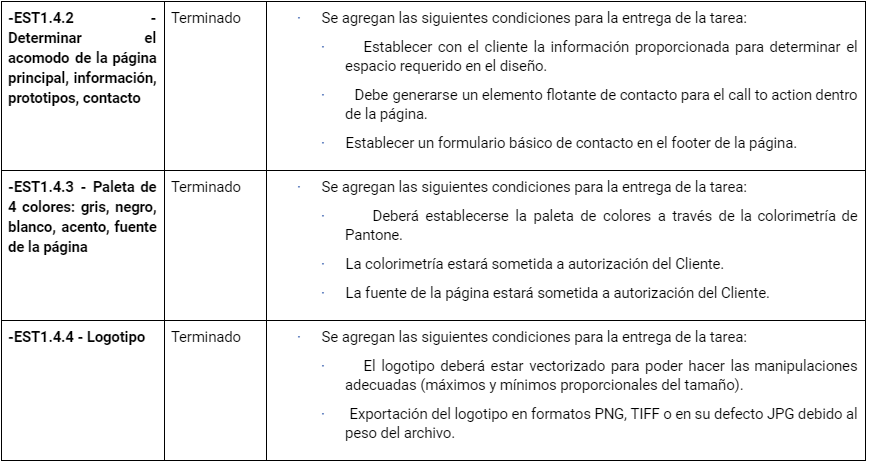 -EST1.4.2 -
Determinar el
acomodo de la página
principal, información,
prototipos, contacto
Terminado
· Se agregan las siguientes condiciones para la entrega de la tarea:
· Establecer con el cliente la información proporcionada para determinar el
espacio requerido en el diseño.
· Debe generarse un elemento flotante de contacto para el call to action dentro
de la página.
· Establecer un formulario básico de contacto en el footer de la página.
-EST1.4.3 - Paleta de
4 colores: gris, negro,
blanco, acento, fuente
de la página
Terminado
· Se agregan las siguientes condiciones para la entrega de la tarea:
· Deberá establecerse la paleta de colores a través de la colorimetría de
Pantone.
· La colorimetría estará sometida a autorización del Cliente.
· La fuente de la página estará sometida a autorización del Cliente.
-EST1.4.4 - Logotipo
Terminado
· Se agregan las siguientes condiciones para la entrega de la tarea:
· El logotipo deberá estar vectorizado para poder hacer las manipulaciones
adecuadas (máximos y mínimos proporcionales del tamaño).
· Exportación del logotipo en formatos PNG, TIFF o en su defecto JPG debido al
peso del archivo.